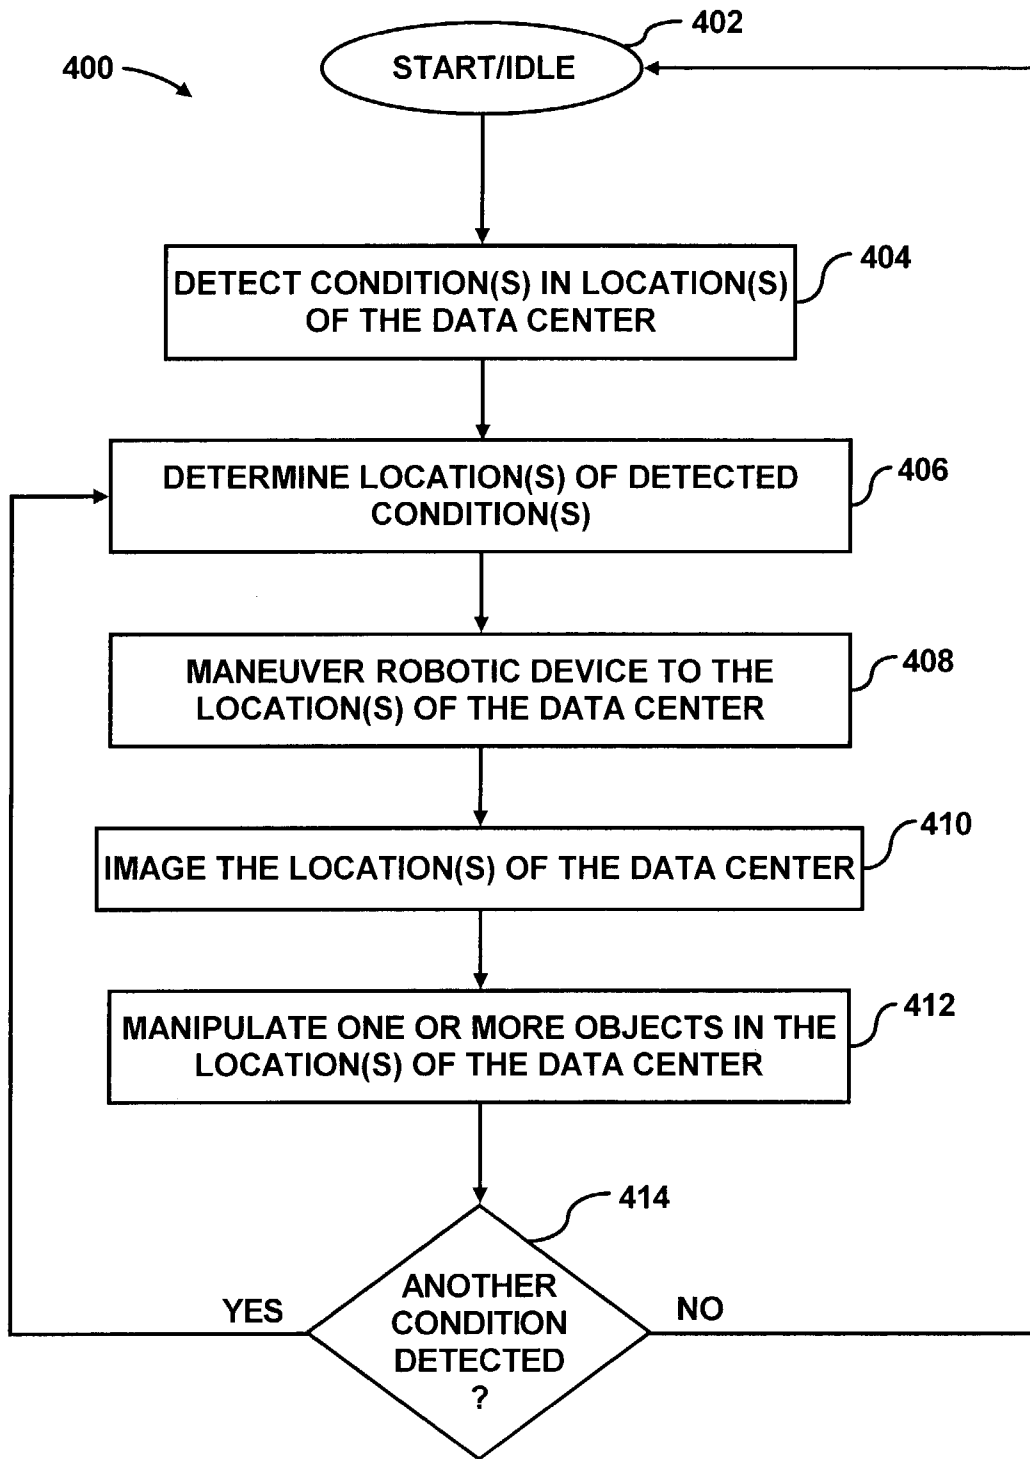 402
400
START/IDLE
404
DETECT CONDITION(S) IN LOCATION(S)
OF THE DATA CENTER
406
DETERMINE LOCATION(S) OF DETECTED
CONDITION(S)
408
MANEUVER ROBOTIC DEVICE TO THE
LOCATION(S) OF THE DATA CENTER
410
IMAGE THE LOCATION(S) OF THE DATA CENTER
412
MANIPULATE ONE OR MORE OBJECTS IN THE
LOCATION(S) OF THE DATA CENTER
414
ANOTHER
CONDITION
DETECTED
?
YES
NO